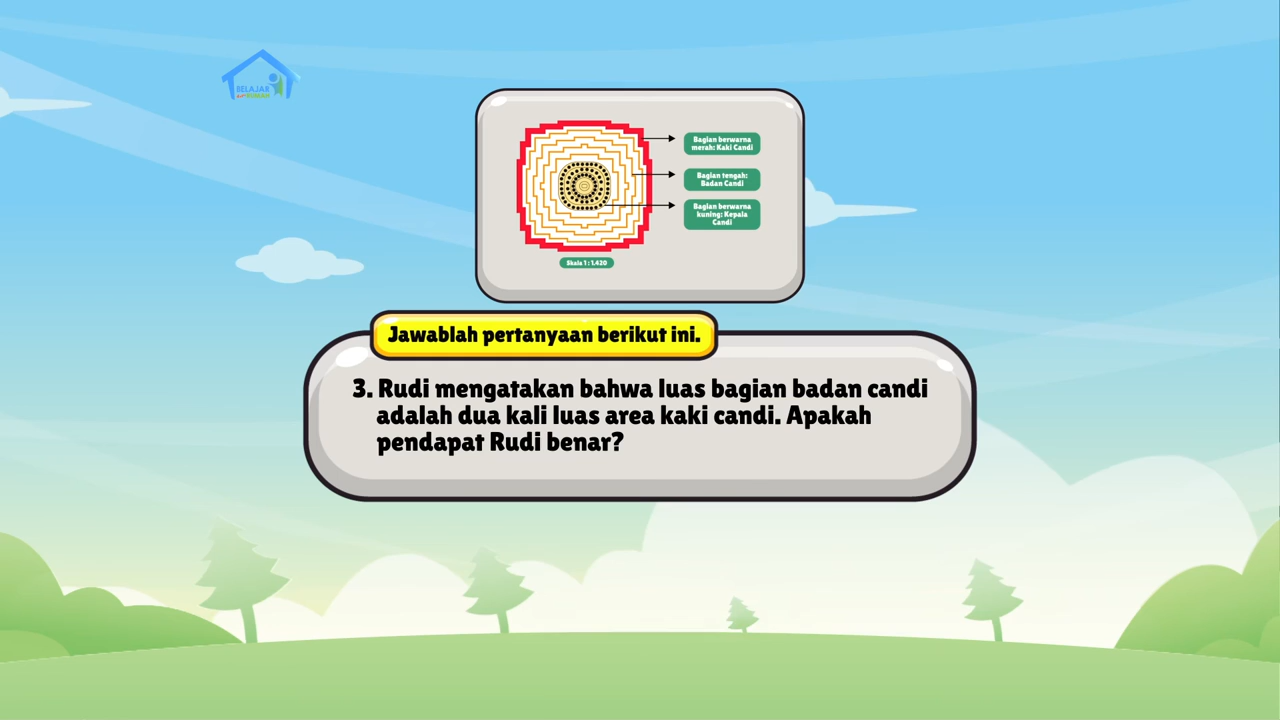 BELAJAR
dari RUMAH
Bagian berwarna
merah: Kaki Candi
Bagian tengah:
Badan Candi
Bagian berwarna
kuning: Kepala
Candi
Skala 1 : 1.420
Jawablah pertanyaan berikut ini.
3. Rudi mengatakan bahwa luas bagian badan candi
adalah dua kali luas area kaki candi. Apakah
pendapat Rudi benar?